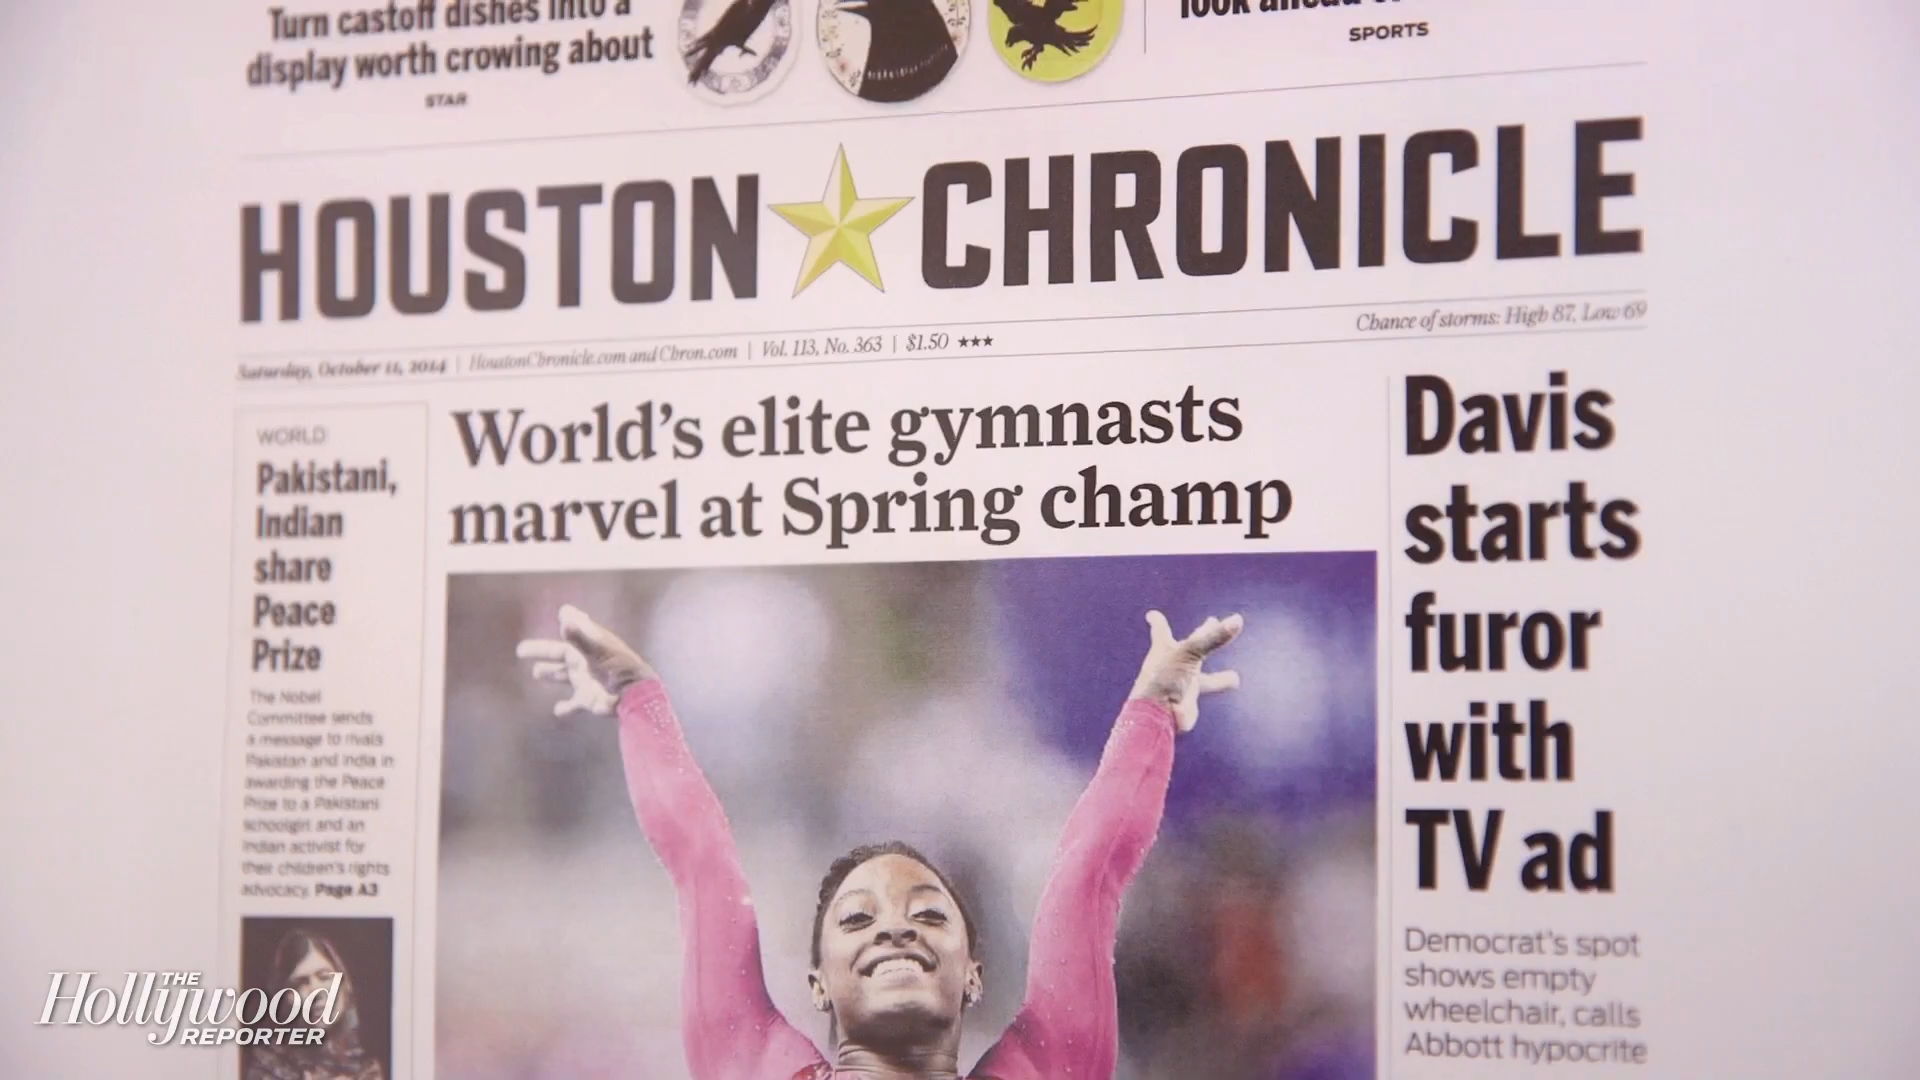 Turn castoff dishes into a
display worth crowing about
STAR
look ahead
SPORTS
HOUSTON CHRONICLE
Saturday, October 11, 2014 | HoustonChronicle.com and Chron.com | Vol. 113, No. 363 | $1.50 ★★★
Chance of storms: High 87, Low 69
WORLD
Pakistani,
Indian
share
Peace
Prize
The Nobel
Committee sends
a message to rivals
Pakistan and India in
awarding the Peace
Prize to a Pakistani
schoolgirl and an
Indian activist for
their children's rights
advocacy. Page A3
World's elite gymnasts
marvel at Spring champ
Davis
starts
furor
with
TV ad
Democrat's spot
shows empty
wheelchair, calls
Abbott hypocrite
THE
Hollywood
REPORTER